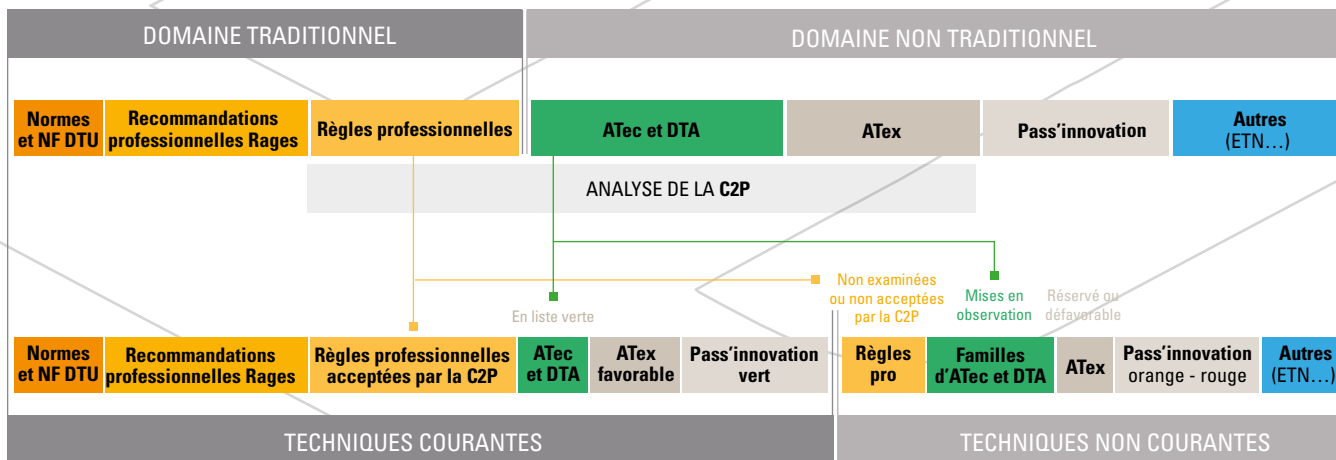 DOMAINE TRADITIONNEL
DOMAINE NON TRADITIONNEL
Normes
et NF DTU
Recommandations
professionnelles Rages
Règles professionnelles
ATec et DTA
ATex
Pass'innovation
Autres
(ETN...)
ANALYSE DE LA C2P
En liste verte
Non examinées
ou non acceptées
par la C2P
Mises en
observation
Réservé ou
défavorable
Normes
et NF DTU
Recommandations
professionnelles Rages
Règles professionnelles
acceptées par la C2P
ATec
et DTA
ATex
favorable
Pass'innovation
vert
Règles
pro
Familles
d'ATec et DTA
ATex
Pass'innovation
orange - rouge
Autres
(ETN...)
TECHNIQUES COURANTES
TECHNIQUES NON COURANTES